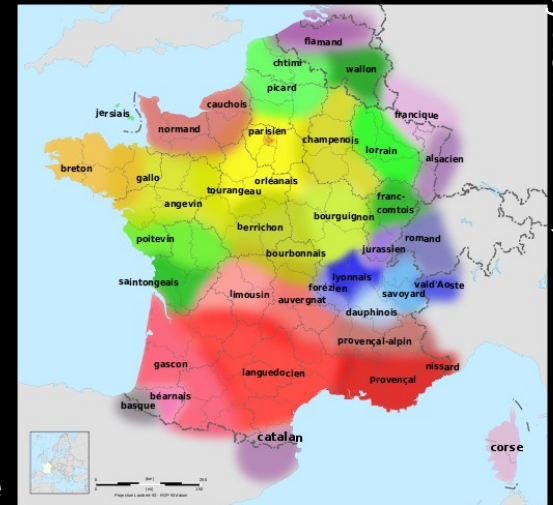 flamand
chtimi
wallon
picard
cauchois
francique
jersiais
normand
parisien
champenois
lorrain
alsacien
breton
gallo
orléanais
tourangeau
angevin
franc-
comtois
bourguignon
berrichon
poitevin
romand
jurassien
bourbonnais
lyonnais
saintongeais
forézien
savoyard
vald'Aoste
limousin
auvergnat
dauphinois
provençal-alpin
gascon
nissard
languedocien
Provençal
béarnais
basque
catalan
corse